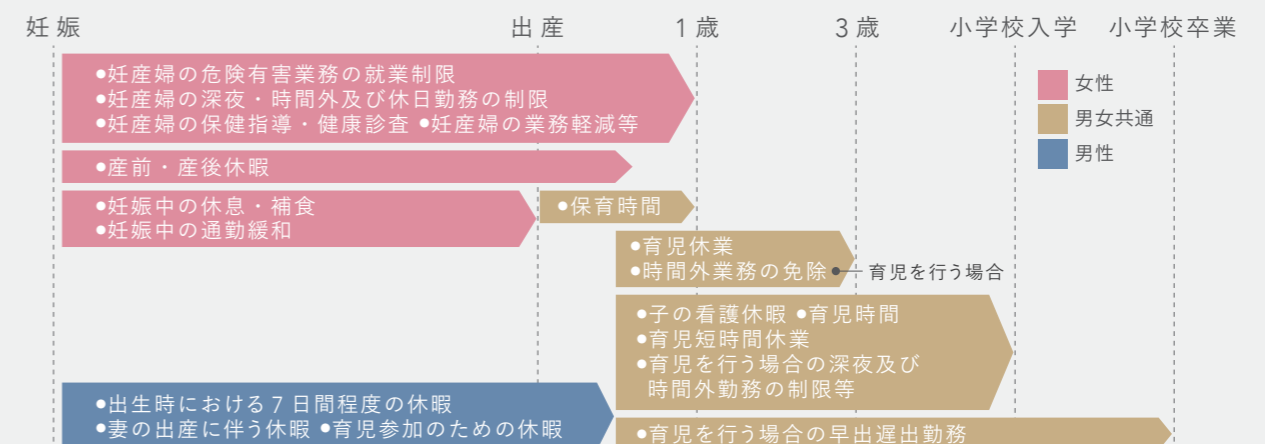 妊娠 出産 1歳 3歳 小学校入学 小学校卒業
●妊産婦の危険有害業務の就業制限
●妊産婦の深夜・時間外及び休日勤務の制限
●妊産婦の保健指導・健康診査 ●妊産婦の業務軽減等
女性
男女共通
男性
●産前・産後休暇
●妊娠中の休息・補食
●妊娠中の通勤緩和
●保育時間
●育児休業
●時間外業務の免除
育児を行う場合
●子の看護休暇 ●育児時間
●育児短時間休業
●育児を行う場合の深夜及び
時間外勤務の制限等
●出生時における7日間程度の休暇
●妻の出産に伴う休暇 ●育児参加のための休暇
●育児を行う場合の早出遅出勤務